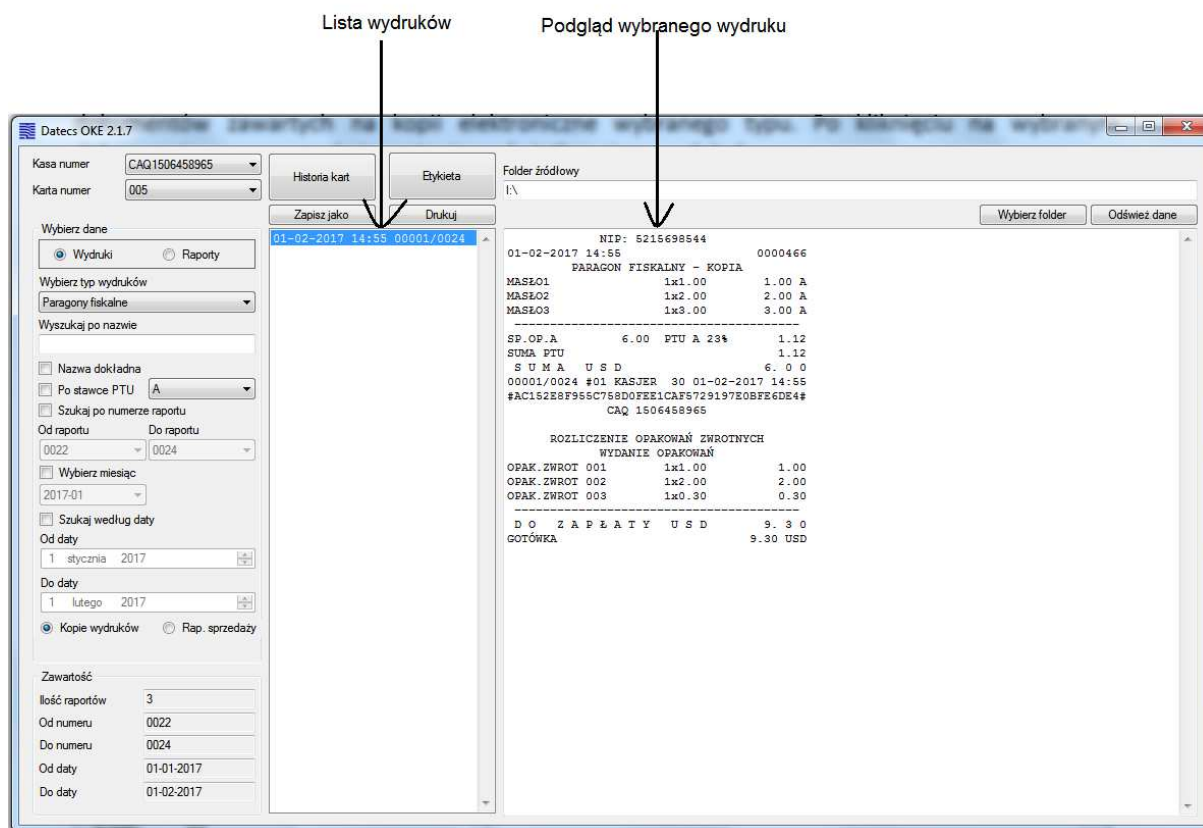 Lista wydruków
Podgląd wybranego wydruku
Datecs OKE 2.1.7
Kasa numer CAQ1506458965
Karta numer 005
Historia kart
Etykieta
Zapisz jako
Drukuj
Folder źródłowy
I:\
Wybierz folder
Odśwież dane
Wybierz dane
Wydruki Raporty
Wybierz typ wydruków
Paragony fiskalne
Wyszukaj po nazwie
Nazwa dokładna
Po stawce PTU A
Szukaj po numerze raportu
Od raportu Do raportu
0022 0024
Wybierz miesiąc
2017-01
Szukaj według daty
Od daty
1 stycznia 2017
Do daty
1 lutego 2017
Kopie wydruków Rap. sprzedaży
Zawartość
Ilość raportów 3
Od numeru 0022
Do numeru 0024
Od daty 01-01-2017
Do daty 01-02-2017
01-02-2017 14:55 00001/0024
NIP: 5215698544
01-02-2017 14:55 0000466
PARAGON FISKALNY - KOPIA
MASŁO1 1x1.00 1.00 A
MASŁO2 1x2.00 2.00 A
MASŁO3 1x3.00 3.00 A
SP.OP.A 6.00 PTU A 23% 1.12
SUMA PTU 1.12
S U M A U S D 6. 0 0
00001/0024 #01 KASJER 30 01-02-2017 14:55
#AC152E8F955C758D0FEE1CAF5729197E0BFE6DE4#
CAQ 1506458965
ROZLICZENIE OPAKOWAŃ ZWROTNYCH
WYDANIE OPAKOWAŃ
OPAK.ZWROT 001 1x1.00 1.00
OPAK.ZWROT 002 1x2.00 2.00
OPAK.ZWROT 003 1x0.30 0.30
D O Z A P Ł A T Y U S D 9. 3 0
GOTÓWKA 9.30 USD